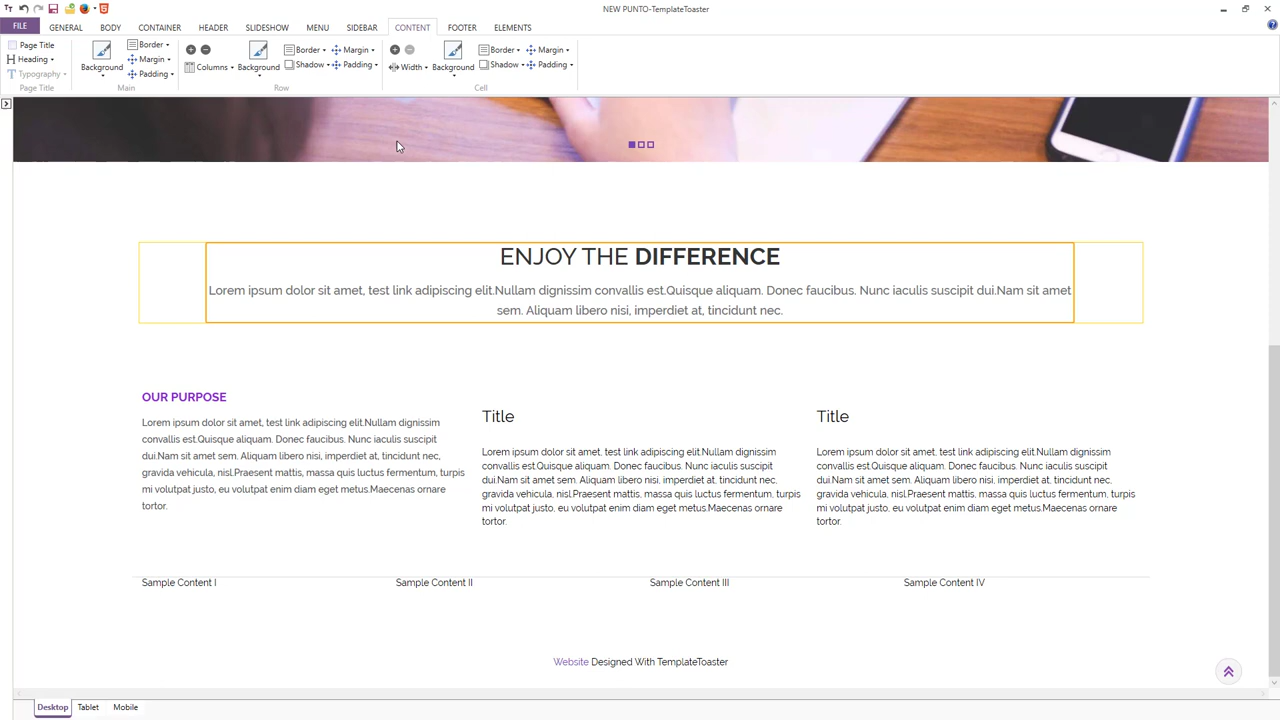 NEW PUNTO-TemplateToaster
FILE GENERAL BODY CONTAINER HEADER SLIDESHOW MENU SIDEBAR CONTENT FOOTER ELEMENTS
Page Title
Heading
Typography
Page Title
Background
Border
Margin
Padding
Main
Columns
Background
Border
Shadow
Margin
Padding
Row
Width
Background
Border
Shadow
Margin
Padding
Cell
ENJOY THE DIFFERENCE
Lorem ipsum dolor sit amet, test link adipiscing elit.Nullam dignissim convallis est.Quisque aliquam. Donec faucibus. Nunc iaculis suscipit dui.Nam sit amet
sem. Aliquam libero nisi, imperdiet at, tincidunt nec.
OUR PURPOSE
Lorem ipsum dolor sit amet, test link adipiscing elit.Nullam dignissim
convallis est.Quisque aliquam. Donec faucibus. Nunc iaculis suscipit
dui.Nam sit amet sem. Aliquam libero nisi, imperdiet at, tincidunt nec,
gravida vehicula, nisl.Praesent mattis, massa quis luctus fermentum, turpis
mi volutpat justo, eu volutpat enim diam eget metus.Maecenas ornare
tortor.
Title
Lorem ipsum dolor sit amet, test link adipiscing elit.Nullam dignissim
convallis est.Quisque aliquam. Donec faucibus. Nunc iaculis suscipit
dui.Nam sit amet sem. Aliquam libero nisi, imperdiet at, tincidunt nec,
gravida vehicula, nisl.Praesent mattis, massa quis luctus fermentum, turpis
mi volutpat justo, eu volutpat enim diam eget metus.Maecenas ornare
tortor.
Title
Lorem ipsum dolor sit amet, test link adipiscing elit.Nullam dignissim
convallis est.Quisque aliquam. Donec faucibus. Nunc iaculis suscipit
dui.Nam sit amet sem. Aliquam libero nisi, imperdiet at, tincidunt nec,
gravida vehicula, nisl.Praesent mattis, massa quis luctus fermentum, turpis
mi volutpat justo, eu volutpat enim diam eget metus.Maecenas ornare
tortor.
Sample Content I Sample Content II Sample Content III Sample Content IV
Website Designed With TemplateToaster
Desktop Tablet Mobile